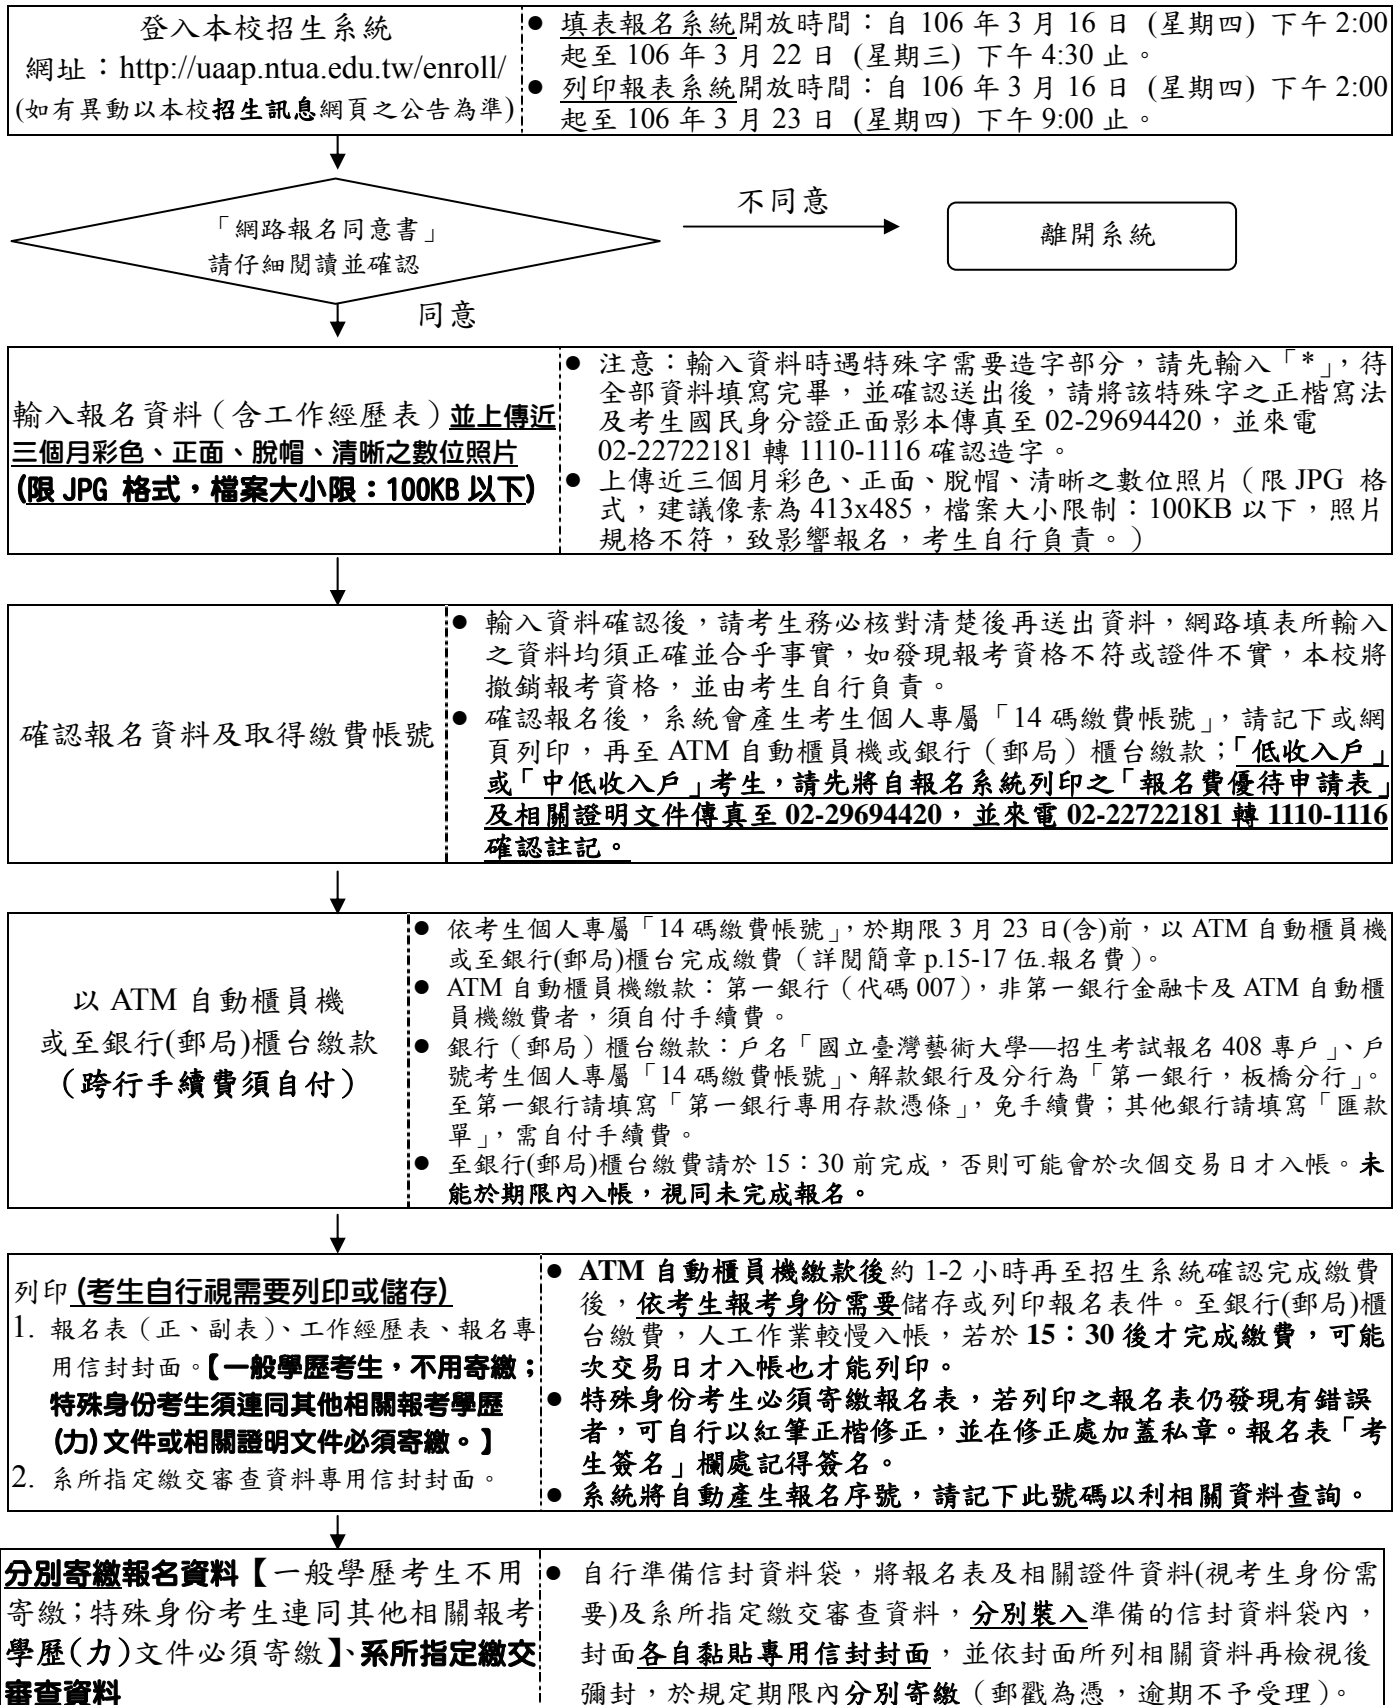 登入本校招生系統
網址：http://uaap.ntua.edu.tw/enroll/
(如有異動以本校招生訊息網頁之公告為準)
● 填表報名系統開放時間：自 106 年 3 月 16 日 (星期四) 下午 2:00
起至 106 年 3 月 22 日 (星期三) 下午 4:30 止。
● 列印報表系統開放時間：自 106 年 3 月 16 日 (星期四) 下午 2:00
起至 106 年 3 月 23 日 (星期四) 下午 9:00 止。
「網路報名同意書」
請仔細閱讀並確認
不同意
離開系統
同意
輸入報名資料（含工作經歷表）並上傳近
三個月彩色、正面、脫帽、清晰之數位照片
(限 JPG 格式，檔案大小限：100KB 以下)
● 注意：輸入資料時遇特殊字需要造字部分，請先輸入「*」，待
全部資料填寫完畢，並確認送出後，請將該特殊字之正楷寫法
及考生國民身分證正面影本傳真至 02-29694420，並來電
02-22722181 轉 1110-1116 確認造字。
● 上傳近三個月彩色、正面、脫帽、清晰之數位照片（限 JPG 格
式，建議像素為 413x485，檔案大小限制：100KB 以下，照片
規格不符，致影響報名，考生自行負責。）
確認報名資料及取得繳費帳號
● 輸入資料確認後，請考生務必核對清楚後再送出資料，網路填表所輸入
之資料均須正確並合乎事實，如發現報考資格不符或證件不實，本校將
撤銷報考資格，並由考生自行負責。
● 確認報名後，系統會產生考生個人專屬「14 碼繳費帳號」，請記下或網
頁列印，再至 ATM 自動櫃員機或銀行（郵局）櫃台繳款；「低收入戶」
或「中低收入戶」考生，請先將自報名系統列印之「報名費優待申請表」
及相關證明文件傳真至 02-29694420，並來電 02-22722181 轉 1110-1116
確認註記。
以 ATM 自動櫃員機
或至銀行(郵局)櫃台繳款
（跨行手續費須自付）
● 依考生個人專屬「14 碼繳費帳號」，於期限 3 月 23 日(含)前，以 ATM 自動櫃員機
或至銀行(郵局)櫃台完成繳費（詳閱簡章 p.15-17 伍.報名費）。
● ATM 自動櫃員機繳款：第一銀行（代碼 007），非第一銀行金融卡及 ATM 自動櫃
員機繳費者，須自付手續費。
● 銀行（郵局）櫃台繳款：戶名「國立臺灣藝術大學—招生考試報名 408 專戶」、戶
號考生個人專屬「14 碼繳費帳號」、解款銀行及分行為「第一銀行，板橋分行」。
至第一銀行請填寫「第一銀行專用存款憑條」，免手續費；其他銀行請填寫「匯款
單」，需自付手續費。
● 至銀行(郵局)櫃台繳費請於 15：30 前完成，否則可能會於次個交易日才入帳。未
能於期限內入帳，視同未完成報名。
列印(考生自行視需要列印或儲存)
1. 報名表（正、副表）、工作經歷表、報名專
用信封封面。【一般學歷考生，不用寄繳；
特殊身份考生須連同其他相關報考學歷
(力)文件或相關證明文件必須寄繳。】
2. 系所指定繳交審查資料專用信封封面。
● ATM 自動櫃員機繳款後約 1-2 小時再至招生系統確認完成繳費
後，依考生報考身份需要儲存或列印報名表件。至銀行(郵局)櫃
台繳費，人工作業較慢入帳，若於 15：30 後才完成繳費，可能
次交易日才入帳也才能列印。
● 特殊身份考生必須寄繳報名表，若列印之報名表仍發現有錯誤
者，可自行以紅筆正楷修正，並在修正處加蓋私章。報名表「考
生簽名」欄處記得簽名。
● 系統將自動產生報名序號，請記下此號碼以利相關資料查詢。
分別寄繳報名資料【一般學歷考生不用
寄繳；特殊身份考生連同其他相關報考
學歷(力)文件必須寄繳】、系所指定繳交
審查資料
● 自行準備信封資料袋，將報名表及相關證件資料(視考生身份需
要)及系所指定繳交審查資料，分別裝入準備的信封資料袋內，
封面各自黏貼專用信封封面，並依封面所列相關資料再檢視後
彌封，於規定期限內分別寄繳（郵戳為憑，逾期不予受理）。